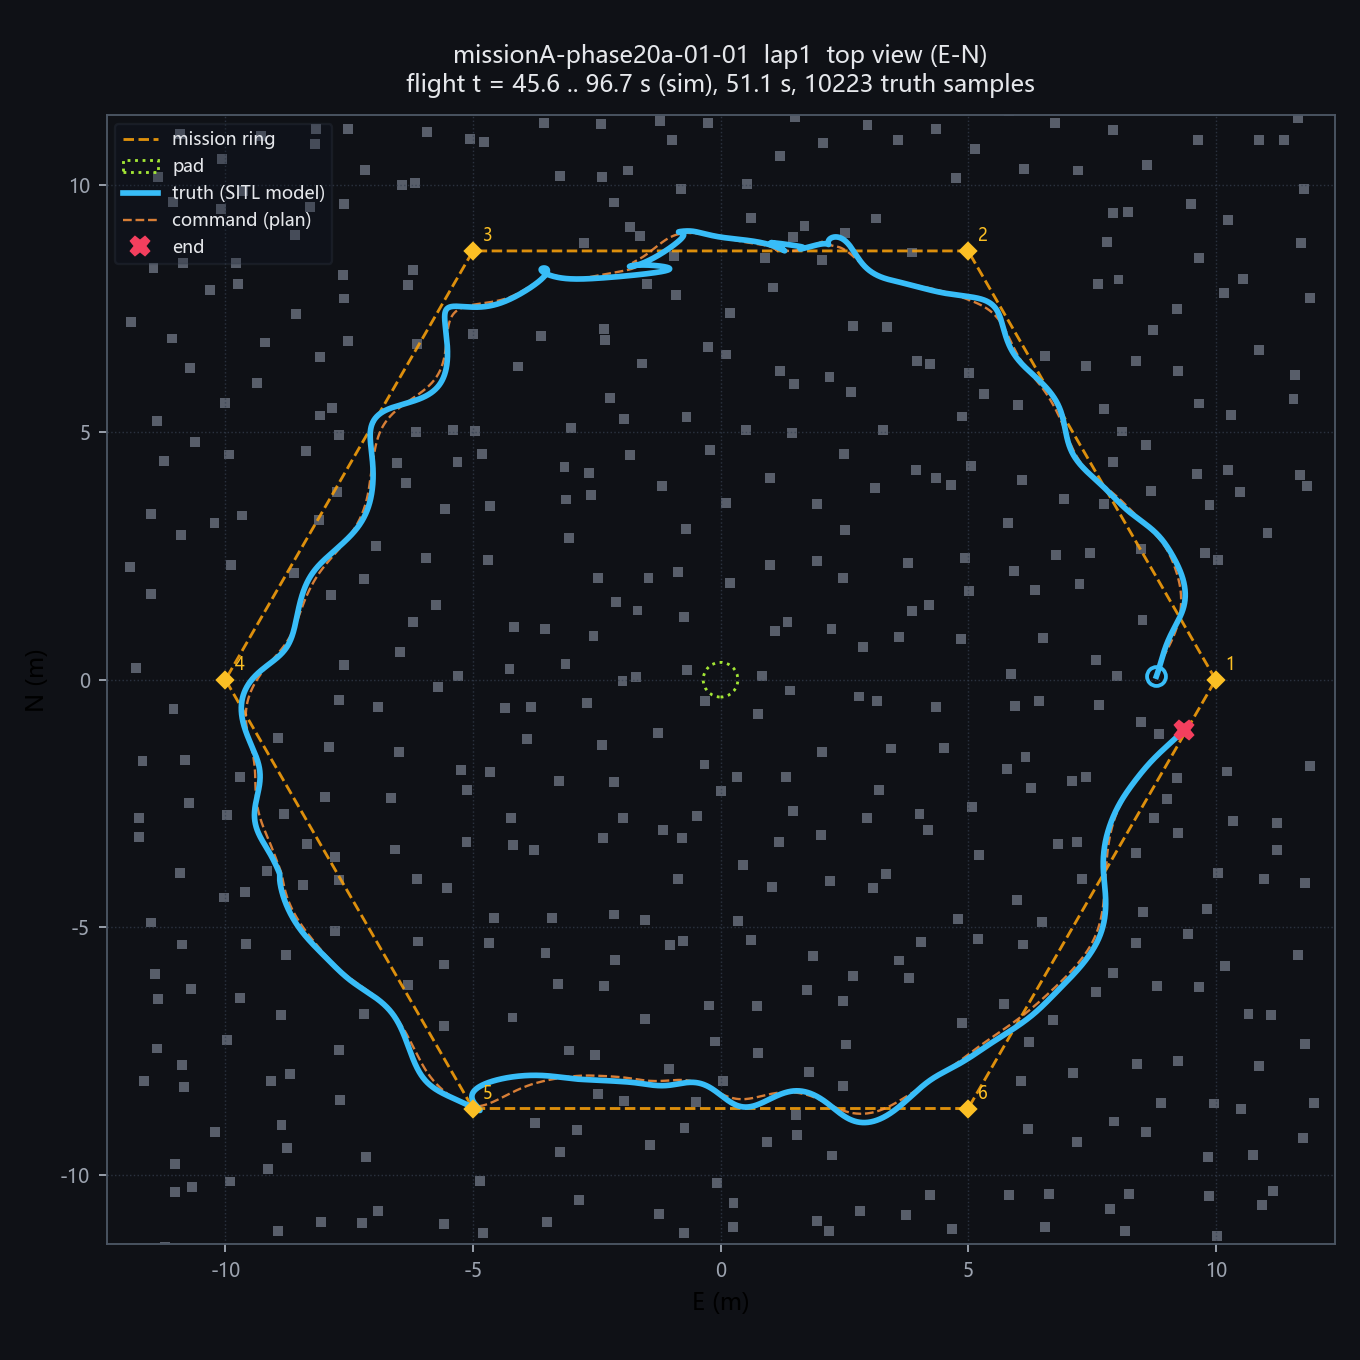 missionA-phase20a-01-01 lap1 top view (E-N)
flight t = 45.6 .. 96.7 s (sim), 51.1 s, 10223 truth samples
mission ring
pad
truth (SITL model)
command (plan)
end
10
5
0
-5
-10
N (m)
3
2
4
1
5
6
-10
-5
0
5
10
E (m)